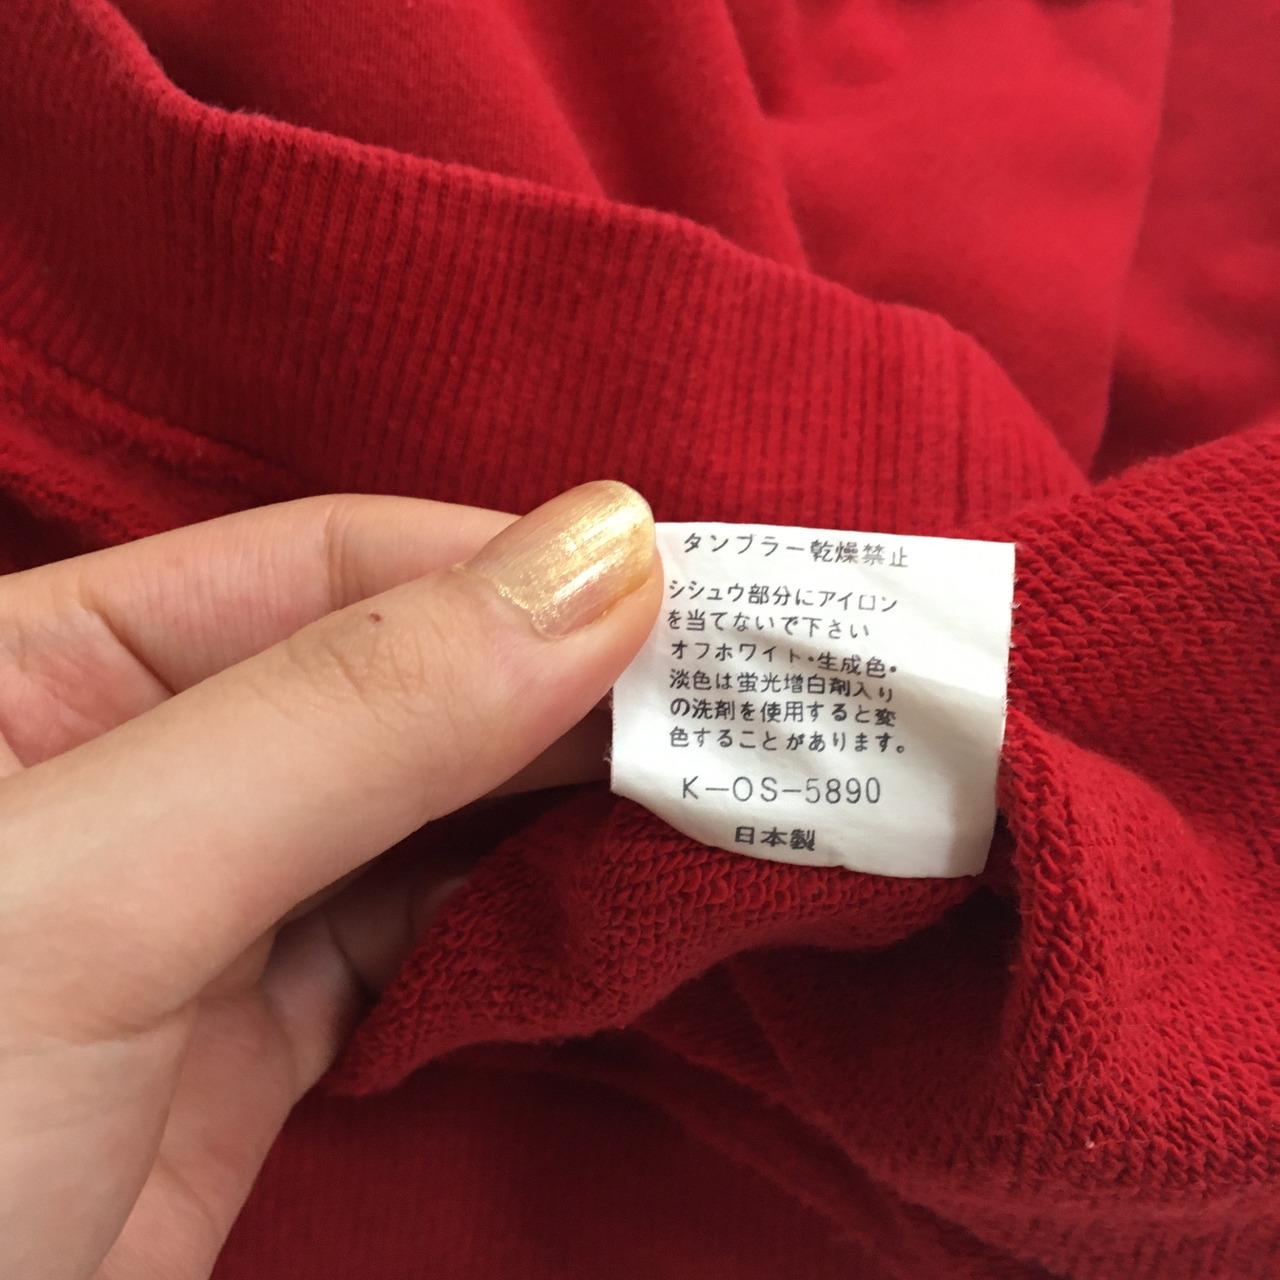 タンブラー乾燥禁止
シシュウ部分にアイロン
を当てないで下さい
オフホワイト・生成色・
淡色は蛍光増白剤入り
の洗剤を使用すると変
色することがあります。
K-OS-5890
日本製